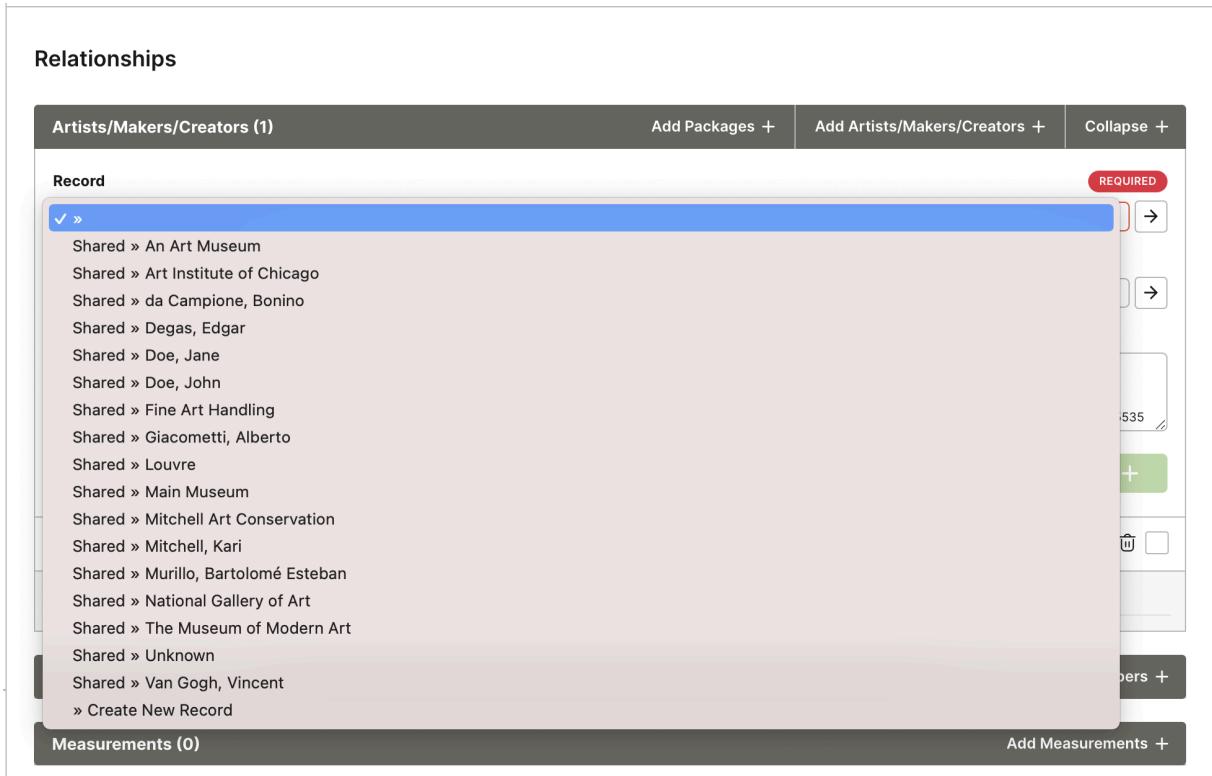 Relationships
Artists/Makers/Creators (1) Add Packages + Add Artists/Makers/Creators + Collapse +
Record REQUIRED
✓ »
Shared » An Art Museum
Shared » Art Institute of Chicago
Shared » da Campione, Bonino
Shared » Degas, Edgar
Shared » Doe, Jane
Shared » Doe, John
Shared » Fine Art Handling
Shared » Giacometti, Alberto
Shared » Louvre
Shared » Main Museum
Shared » Mitchell Art Conservation
Shared » Mitchell, Kari
Shared » Murillo, Bartolomé Esteban
Shared » National Gallery of Art
Shared » The Museum of Modern Art
Shared » Unknown
Shared » Van Gogh, Vincent
» Create New Record
Measurements (0) Add Measurements +